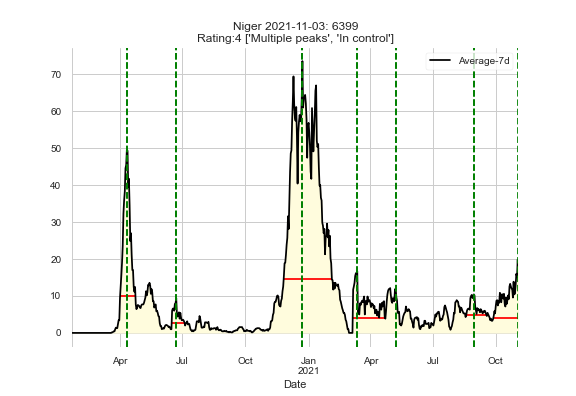 Niger 2021-11-03: 6399
Rating:4 ['Multiple peaks', 'In control']
Average-7d
70
60
50
40
30
20
10
0
Apr Jul Oct Jan Apr Jul Oct
2021
Date